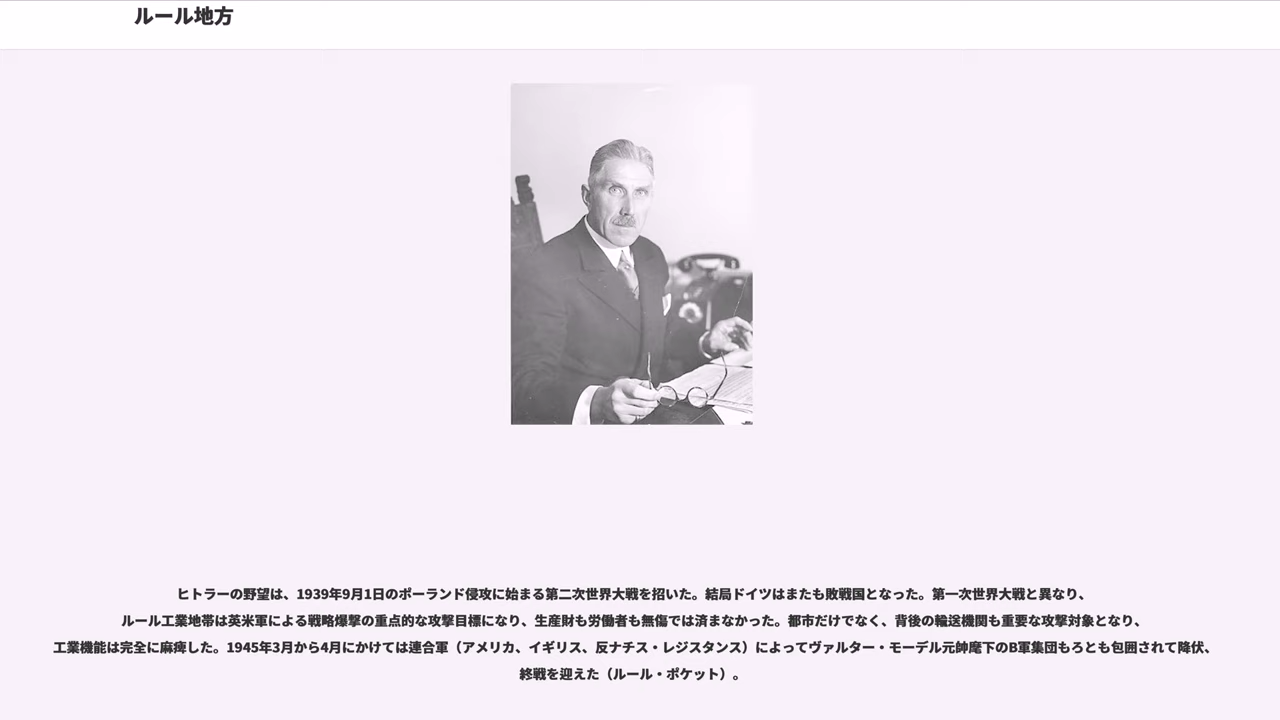 ルール地方
ヒトラーの野望は、1939年9月1日のポーランド侵攻に始まる第二次世界大戦を招いた。結局ドイツはまたも敗戦国となった。第一次世界大戦と異なり、
ルール工業地帯は英米軍による戦略爆撃の重点的な攻撃目標になり、生産財も労働者も無傷では済まなかった。都市だけでなく、背後の輸送機関も重要な攻撃対象となり、
工業機能は完全に麻痺した。1945年3月から4月にかけては連合軍（アメリカ、イギリス、反ナチス・レジスタンス）によってヴァルター・モーデル元帥麾下のB軍集団もろとも包囲されて降伏、
終戦を迎えた（ルール・ポケット）。